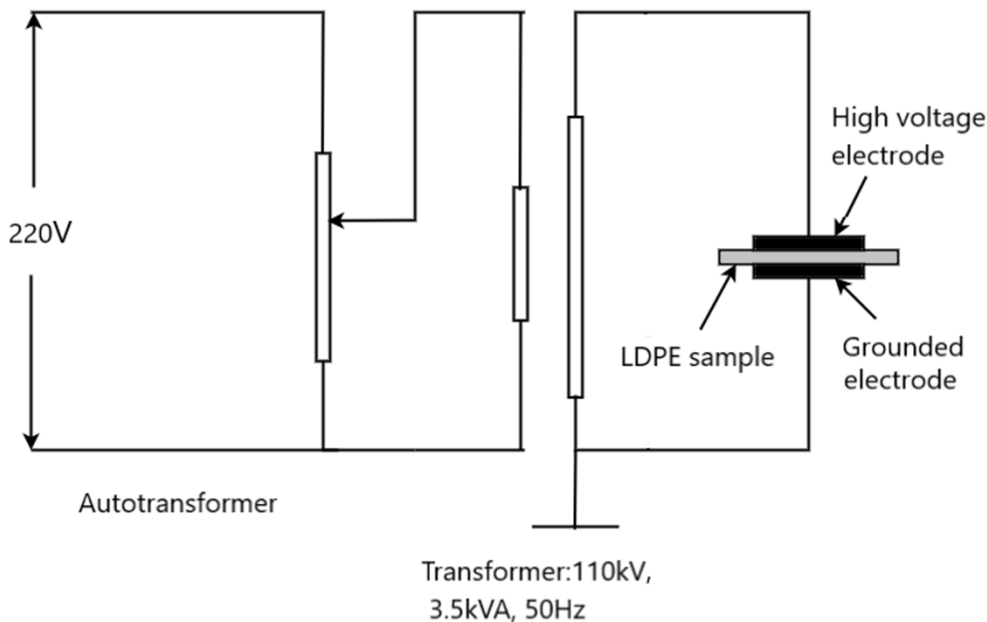 High voltage
electrode
220V
LDPE sample
Grounded
electrode
Autotransformer
Transformer:110kV,
3.5kVA, 50Hz